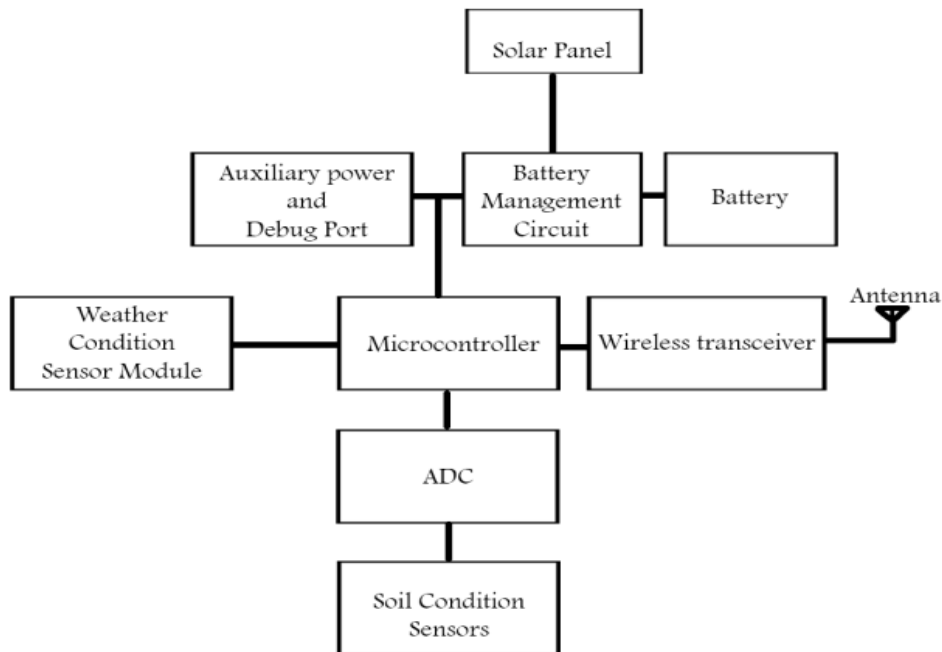 Solar Panel
Auxiliary power
and
Debug Port
Battery
Management
Circuit
Battery
Weather
Condition
Sensor Module
Microcontroller
Wireless transceiver
Antenna
ADC
Soil Condition
Sensors